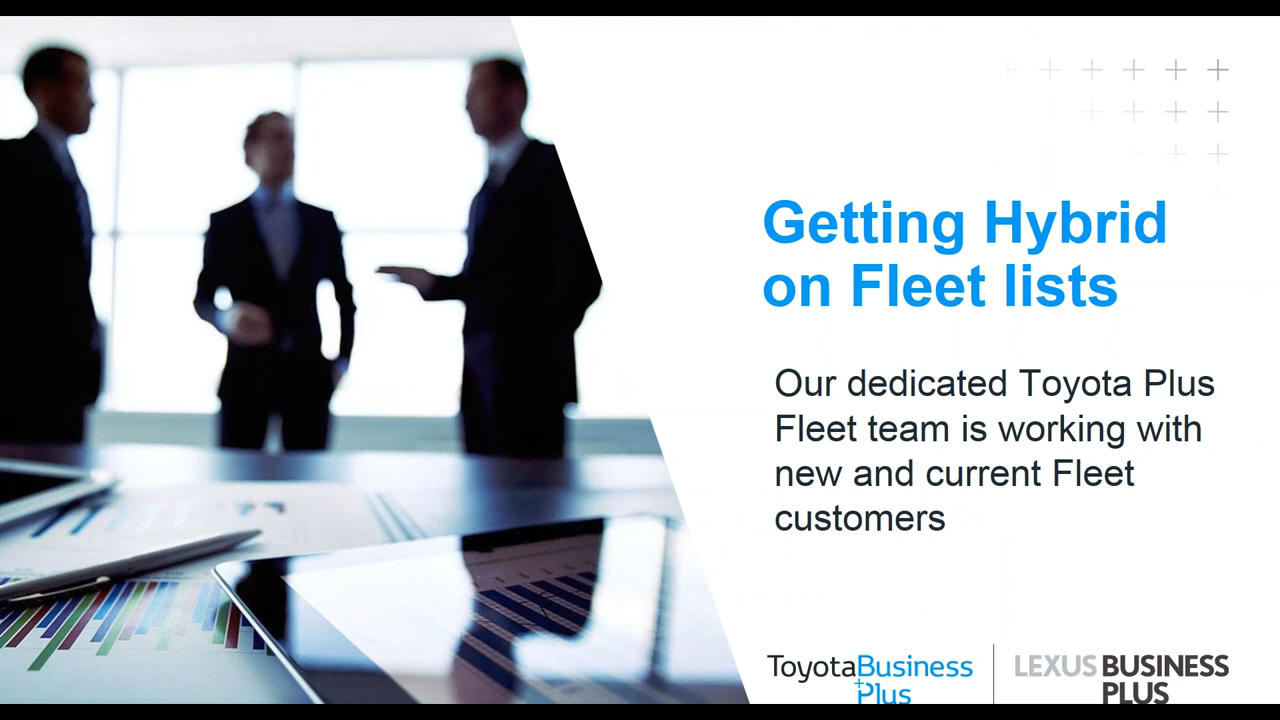 Getting Hybrid
on Fleet lists
Our dedicated Toyota Plus
Fleet team is working with
new and current Fleet
customers
ToyotaBusiness
+Plus
LEXUS BUSINESS
PLUS